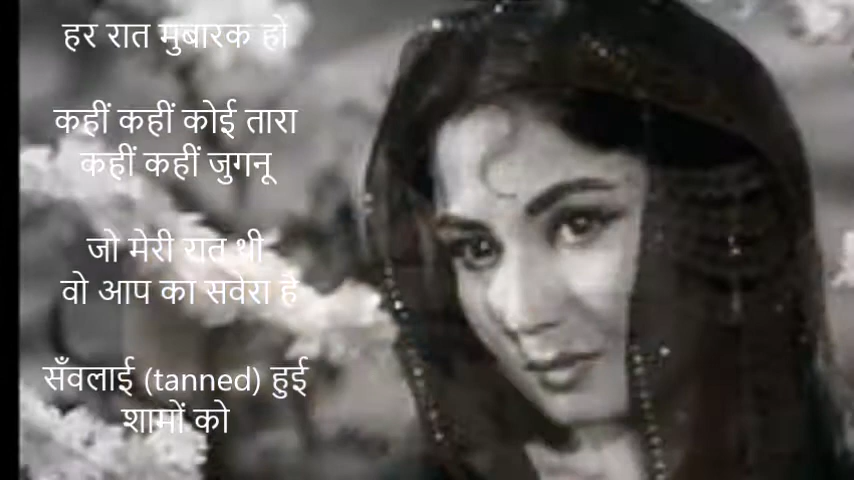 हर रात मुबारक हो
कहीं कहीं कोई तारा
कहीं कहीं जुगनू
जो मेरी रात थी
वो आप का सवेरा है
सँवलाई (tanned) हुई
शामों को